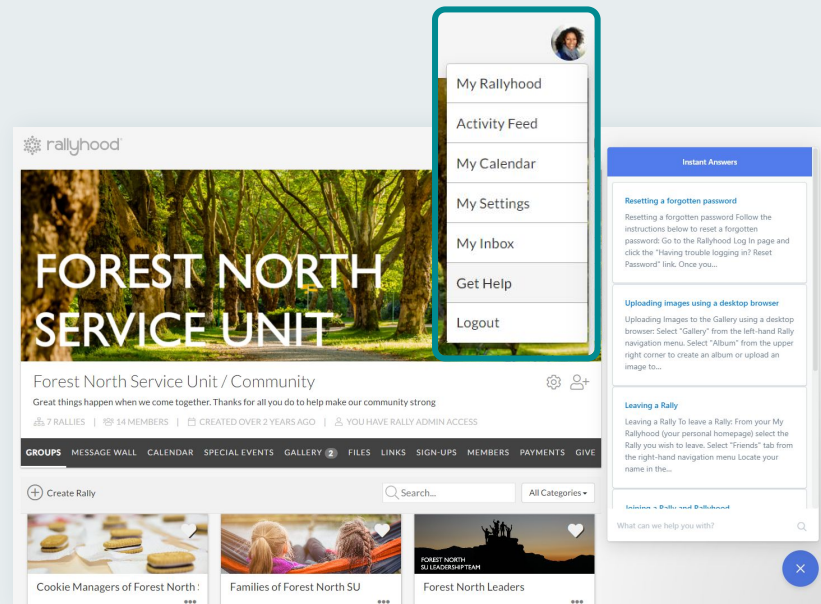 My Rallyhood
Activity Feed
My Calendar
My Settings
My Inbox
Get Help
Logout
rallyhood
FOREST NORTH
SERVICE UNIT
Forest North Service Unit / Community
Great things happen when we come together. Thanks for all you do to help make our community strong
7 RALLIES | 14 MEMBERS | CREATED OVER 2 YEARS AGO | YOU HAVE RALLY ADMIN ACCESS
GROUPS MESSAGE WALL CALENDAR SPECIAL EVENTS GALLERY 2 FILES LINKS SIGN-UPS MEMBERS PAYMENTS GIVE
Create Rally
Search...
All Categories
Cookie Managers of Forest North
Families of Forest North SU
FOREST NORTH
SU LEADERSHIP TEAM
Forest North Leaders
Instant Answers
Resetting a forgotten password
Resetting a forgotten password Follow the
instructions below to reset a forgotten
password: Go to the Rallyhood Log In page and
click the "Having trouble logging in? Reset
Password" link. Once you...
Uploading images using a desktop browser
Uploading Images to the Gallery using a desktop
browser: Select "Gallery" from the left-hand Rally
navigation menu. Select "Album" from the upper
right corner to create an album or upload an
image to...
Leaving a Rally
Leaving a Rally To leave a Rally: From your My
Rallyhood (your personal homepage) select the
Rally you wish to leave. Select "Friends" tab from
the right-hand navigation menu Locate your
name in the...
Joining a Rally and Rallyhood
What can we help you with?